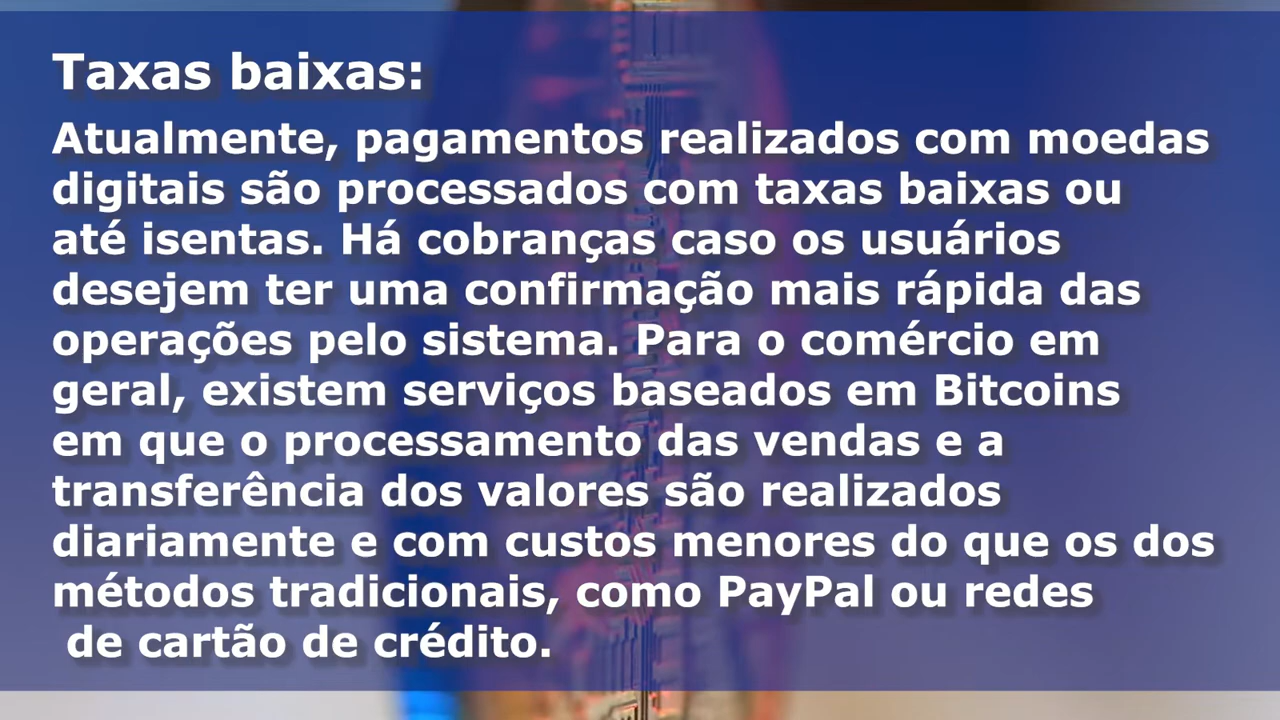 Taxas baixas:
Atualmente, pagamentos realizados com moedas
digitais são processados com taxas baixas ou
até isentas. Há cobranças caso os usuários
desejem ter uma confirmação mais rápida das
operações pelo sistema. Para o comércio em
geral, existem serviços baseados em Bitcoins
em que o processamento das vendas e a
transferência dos valores são realizados
diariamente e com custos menores do que os dos
métodos tradicionais, como PayPal ou redes
de cartão de crédito.